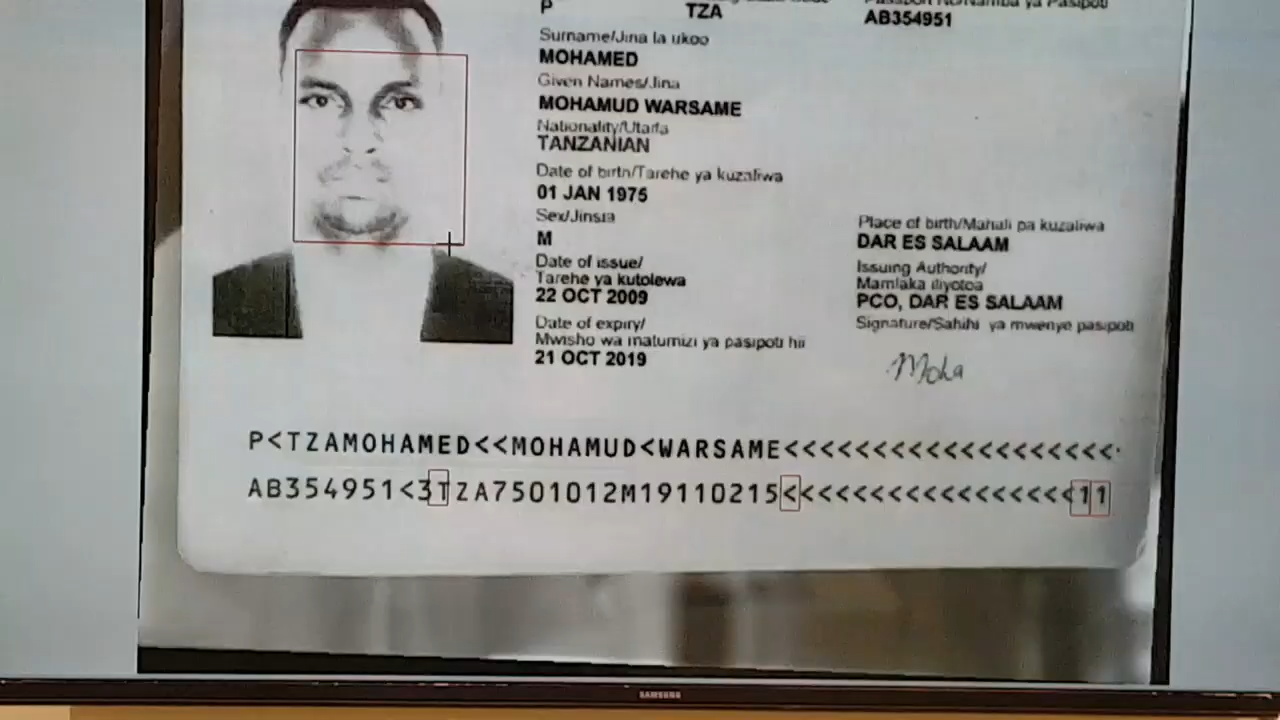 P
TZA
AB354951
Surname/Jina la ukoo
MOHAMED
Given Names/Jina
MOHAMUD WARSAME
Nationality/Utaifa
TANZANIAN
Date of birth/Tarehe ya kuzaliwa
01 JAN 1975
Sex/Jinsia
M
Place of birth/Mahali pa kuzaliwa
DAR ES SALAAM
Date of issue/
Tarehe ya kutolewa
22 OCT 2009
Issuing Authority/
Mamlaka iliyotoa
PCO, DAR ES SALAAM
Date of expiry/
Mwisho wa matumizi ya pasipoti hii
21 OCT 2019
Signature/Sahihi ya mwenye pasipoti
Moha
P<TZAMOHAMED<<MOHAMUD<WARSAME<<<<<<<<<<<<<<<<<<
AB354951<3TZA7501012M19110215<<<<<<<<<<<<<<<<11
SAMSUNG